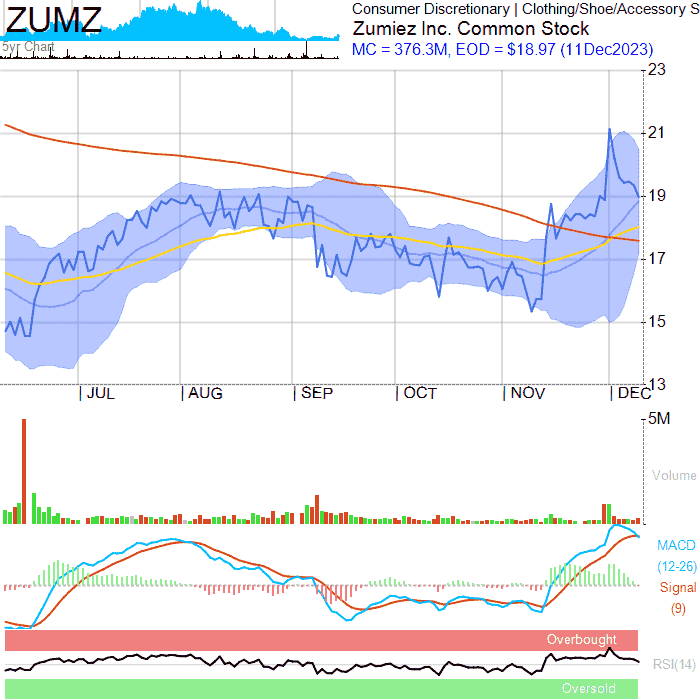 ZUMZ
5yr Chart
Consumer Discretionary | Clothing/Shoe/Accessory S
Zumiez Inc. Common Stock
MC = 376.3M, EOD = $18.97 (11Dec2023)
23
21
19
17
15
13
JUL
AUG
SEP
OCT
NOV
DEC
5M
Volume
MACD
(12-26)
Signal
(9)
Overbought
RSI(14)
Oversold